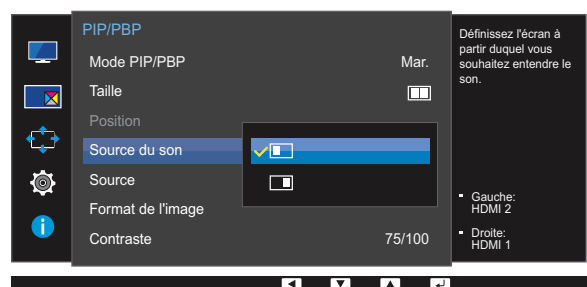 PIP/PBP
Mode PIP/PBP Mar.
Taille
Position
Source du son
Source
Format de l'image
Contraste 75/100
Définissez l'écran à
partir duquel vous
souhaitez entendre le
son.
Gauche:
HDMI 2
Droite:
HDMI 1